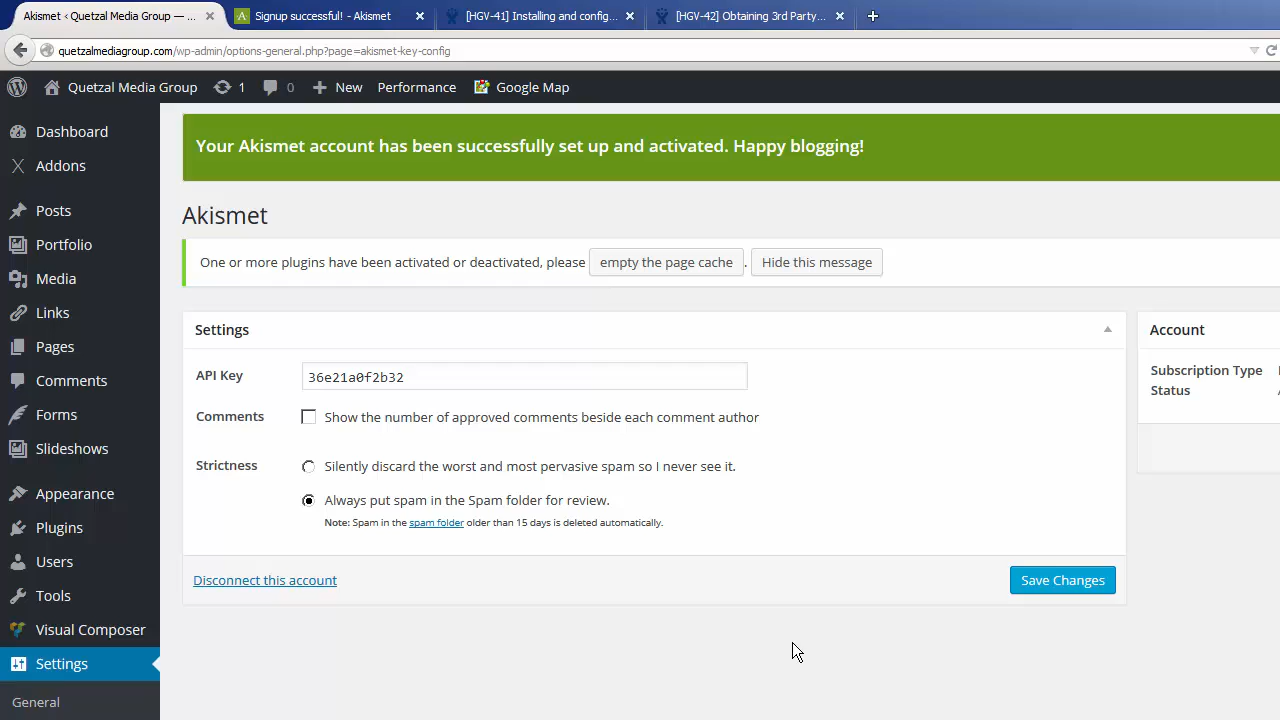 Akismet ‹ Quetzal Media Group — ...
Signup successful! - Akismet
[HGV-41] Installing and config...
[HGV-42] Obtaining 3rd Party...
quetzalmediagroup.com/wp-admin/options-general.php?page=akismet-key-config
Quetzal Media Group
1
0
New
Performance
Google Map
Dashboard
Addons
Posts
Portfolio
Media
Links
Pages
Comments
Forms
Slideshows
Appearance
Plugins
Users
Tools
Visual Composer
Settings
General
Your Akismet account has been successfully set up and activated. Happy blogging!
Akismet
One or more plugins have been activated or deactivated, please empty the page cache. Hide this message
Settings
API Key 36e21a0f2b32
Comments Show the number of approved comments beside each comment author
Strictness Silently discard the worst and most pervasive spam so I never see it.
Always put spam in the Spam folder for review.
Note: Spam in the spam folder older than 15 days is deleted automatically.
Disconnect this account
Save Changes
Account
Subscription Type
Status